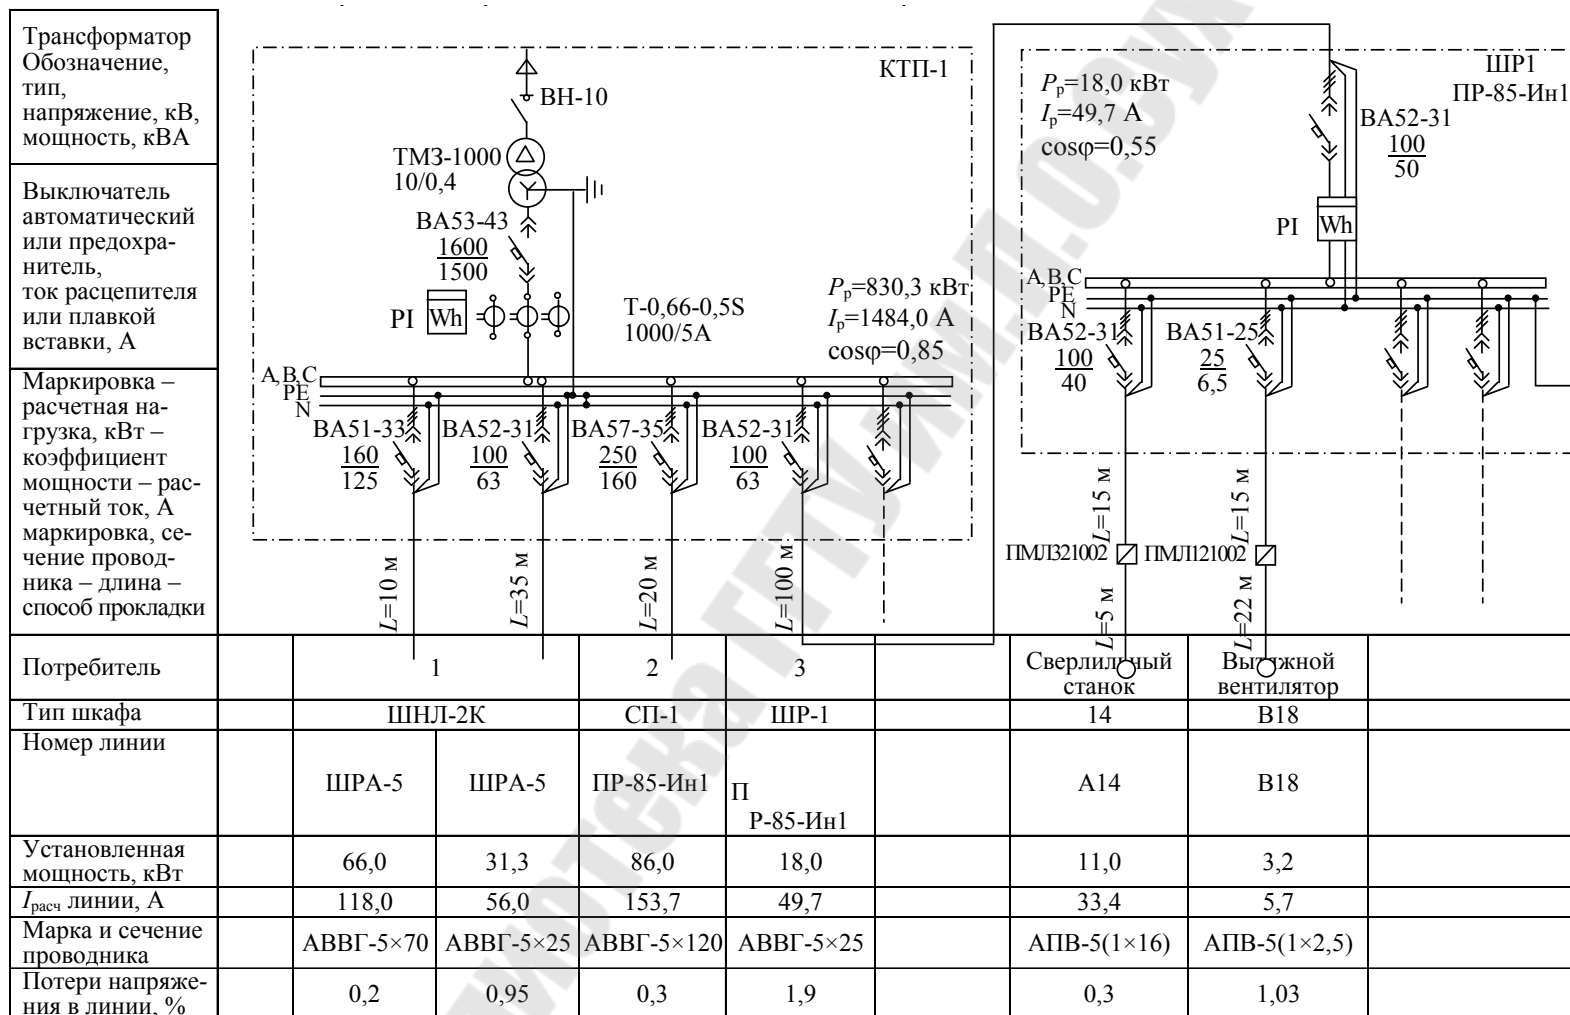 Трансформатор
Обозначение,
тип,
напряжение, кВ,
мощность, кВА
Выключатель
автоматический
или предохра-
нитель,
ток расцепителя
или плавкой
вставки, А
Маркировка –
расчетная на-
грузка, кВт –
коэффициент
мощности – рас-
четный ток, А
маркировка, се-
чение провод-
ника – длина –
способ прокладки
КТП-1
ВН-10
ТМЗ-1000
10/0,4
ВА53-43
1600
1500
PI Wh
Т-0,66-0,5S
1000/5А
Pр=830,3 кВт
Iр=1484,0 А
cosφ=0,85
А,В,С
PE
N
ВА51-33
160
125
ВА52-31
100
63
ВА57-35
250
160
ВА52-31
100
63
L=10 м
L=35 м
L=20 м
L=100 м
ШР1
ПР-85-Ин1
Pр=18,0 кВт
Iр=49,7 А
cosφ=0,55
ВА52-31
100
50
PI Wh
А,В,С
PE
N
ВА52-31
100
40
ВА51-25
25
6,5
L=15 м
L=15 м
ПМЛ321002
ПМЛ121002
L=5 м
L=22 м
Потребитель 1 2 3 Сверлильный станок Вытяжной вентилятор
Тип шкафа ШНЛ-2К СП-1 ШР-1 14 В18
Номер линии ШРА-5 ШРА-5 ПР-85-Ин1 П
Р-85-Ин1 А14 В18
Установленная
мощность, кВт 66,0 31,3 86,0 18,0 11,0 3,2
Iрасч линии, А 118,0 56,0 153,7 49,7 33,4 5,7
Марка и сечение
проводника АВВГ-5×70 АВВГ-5×25 АВВГ-5×120 АВВГ-5×25 АПВ-5(1×16) АПВ-5(1×2,5)
Потери напряже-
ния в линии, % 0,2 0,95 0,3 1,9 0,3 1,03